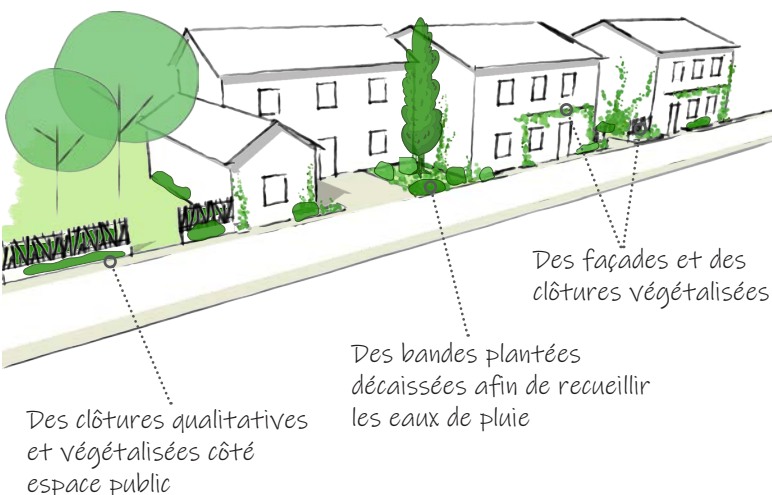 Des façades et des
clôtures végétalisées
Des bandes plantées
décaissées afin de recueillir
les eaux de pluie
Des clôtures qualitatives
et végétalisées côté
espace public